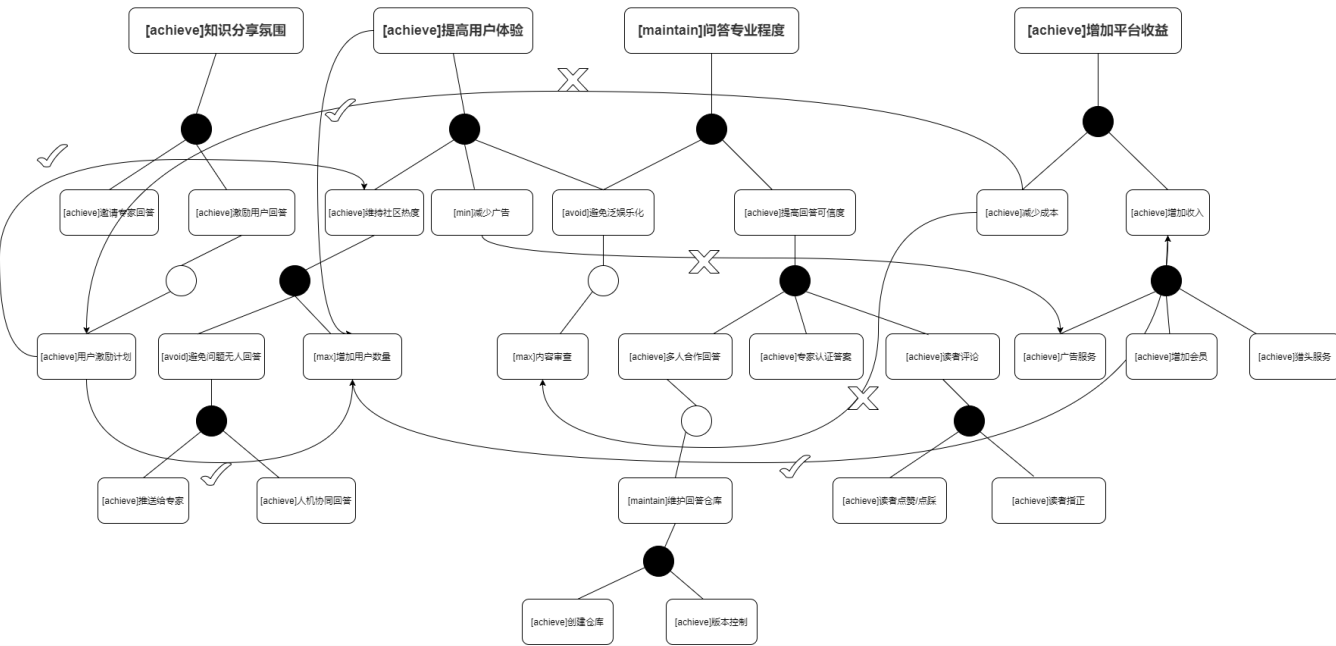 [achieve]知识分享氛围
[achieve]提高用户体验
[maintain]问答专业程度
[achieve]增加平台收益
[achieve]邀请专家回答
[achieve]激励用户回答
[achieve]维持社区热度
[min]减少广告
[avoid]避免泛娱乐化
[achieve]提高回答可信度
[achieve]减少成本
[achieve]增加收入
[achieve]用户激励计划
[avoid]避免问题无人回答
[max]增加用户数量
[max]内容审查
[achieve]多人合作回答
[achieve]专家认证答案
[achieve]读者评论
[achieve]广告服务
[achieve]增加会员
[achieve]猎头服务
[achieve]推送给专家
[achieve]人机协同回答
[maintain]维护回答仓库
[achieve]读者点赞/点踩
[achieve]读者指正
[achieve]创建仓库
[achieve]版本控制